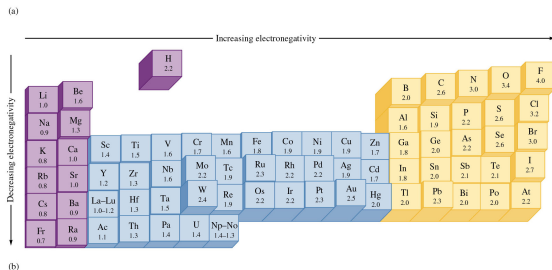 (a)
Increasing electronegativity
Decreasing electronegativity
H
2.2
Li
1.0
Be
1.6
B
2.0
C
2.6
N
3.0
O
3.4
F
4.0
Na
0.9
Mg
1.3
Al
1.6
Si
1.9
P
2.2
S
2.6
Cl
3.2
K
0.8
Ca
1.0
Sc
1.4
Ti
1.5
V
1.6
Cr
1.7
Mn
1.6
Fe
1.8
Co
1.9
Ni
1.9
Cu
1.9
Zn
1.7
Ga
1.8
Ge
2.0
As
2.2
Se
2.6
Br
3.0
Rb
0.8
Sr
1.0
Y
1.2
Zr
1.3
Nb
1.6
Mo
2.2
Tc
1.9
Ru
2.3
Rh
2.2
Pd
2.2
Ag
1.9
Cd
1.7
In
1.8
Sn
2.0
Sb
2.1
Te
2.1
I
2.7
Cs
0.8
Ba
0.9
La–Lu
1.0–1.2
Hf
1.3
Ta
1.5
W
2.4
Re
1.9
Os
2.2
Ir
2.2
Pt
2.3
Au
2.5
Hg
2.0
Tl
2.0
Pb
2.3
Bi
2.0
Po
2.0
At
2.2
Fr
0.7
Ra
0.9
Ac
1.1
Th
1.3
Pa
1.4
U
1.4
Np–No
1.4–1.3
(b)